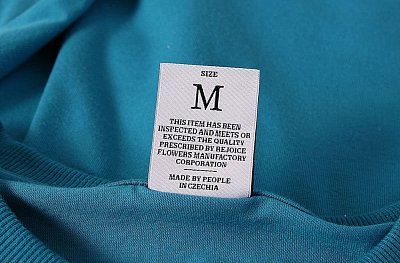 SIZE
M
THIS ITEM HAS BEEN
INSPECTED AND MEETS OR
EXCEEDS THE QUALITY
PRESCRIBED BY REJOICE
FLOWERS MANUFACTORY
CORPORATION
MADE BY PEOPLE
IN CZECHIA